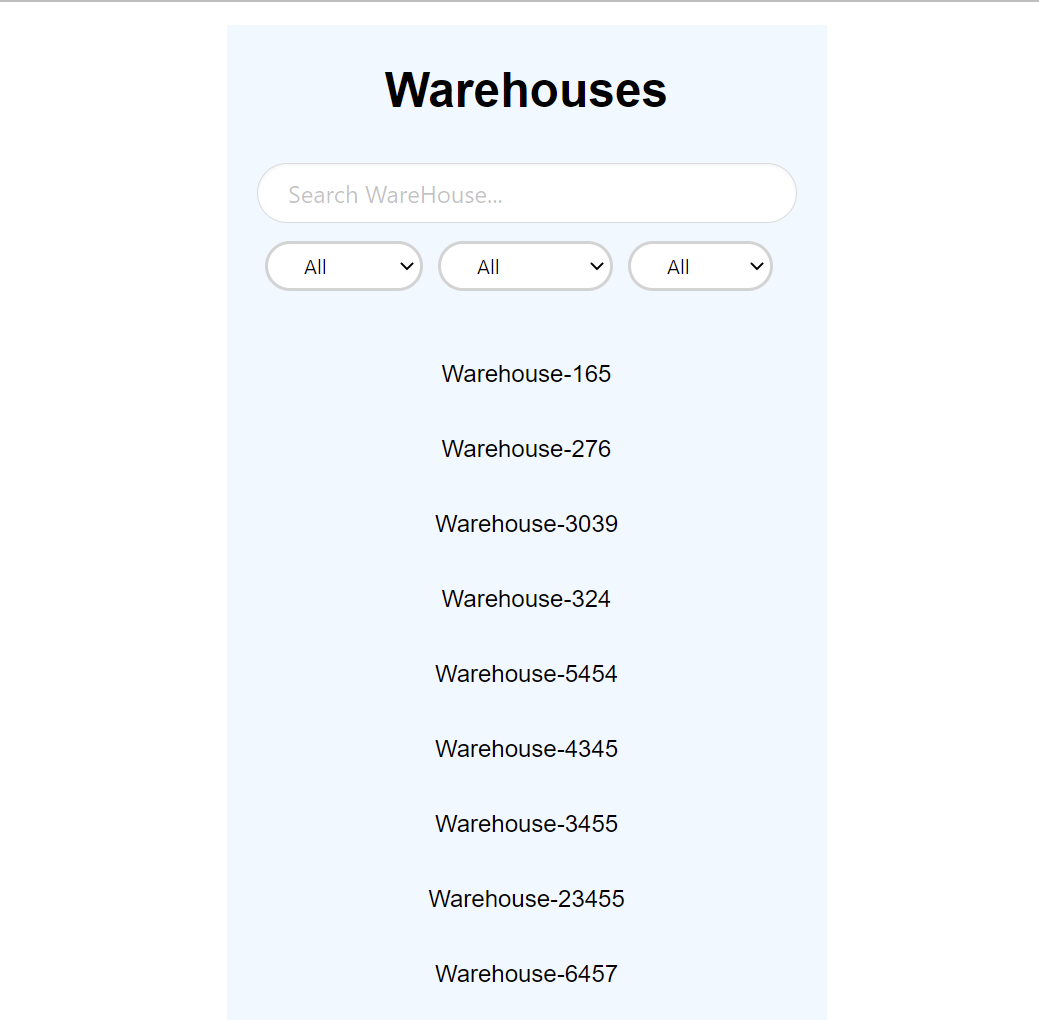 Warehouses
Search WareHouse...
All All All
Warehouse-165
Warehouse-276
Warehouse-3039
Warehouse-324
Warehouse-5454
Warehouse-4345
Warehouse-3455
Warehouse-23455
Warehouse-6457